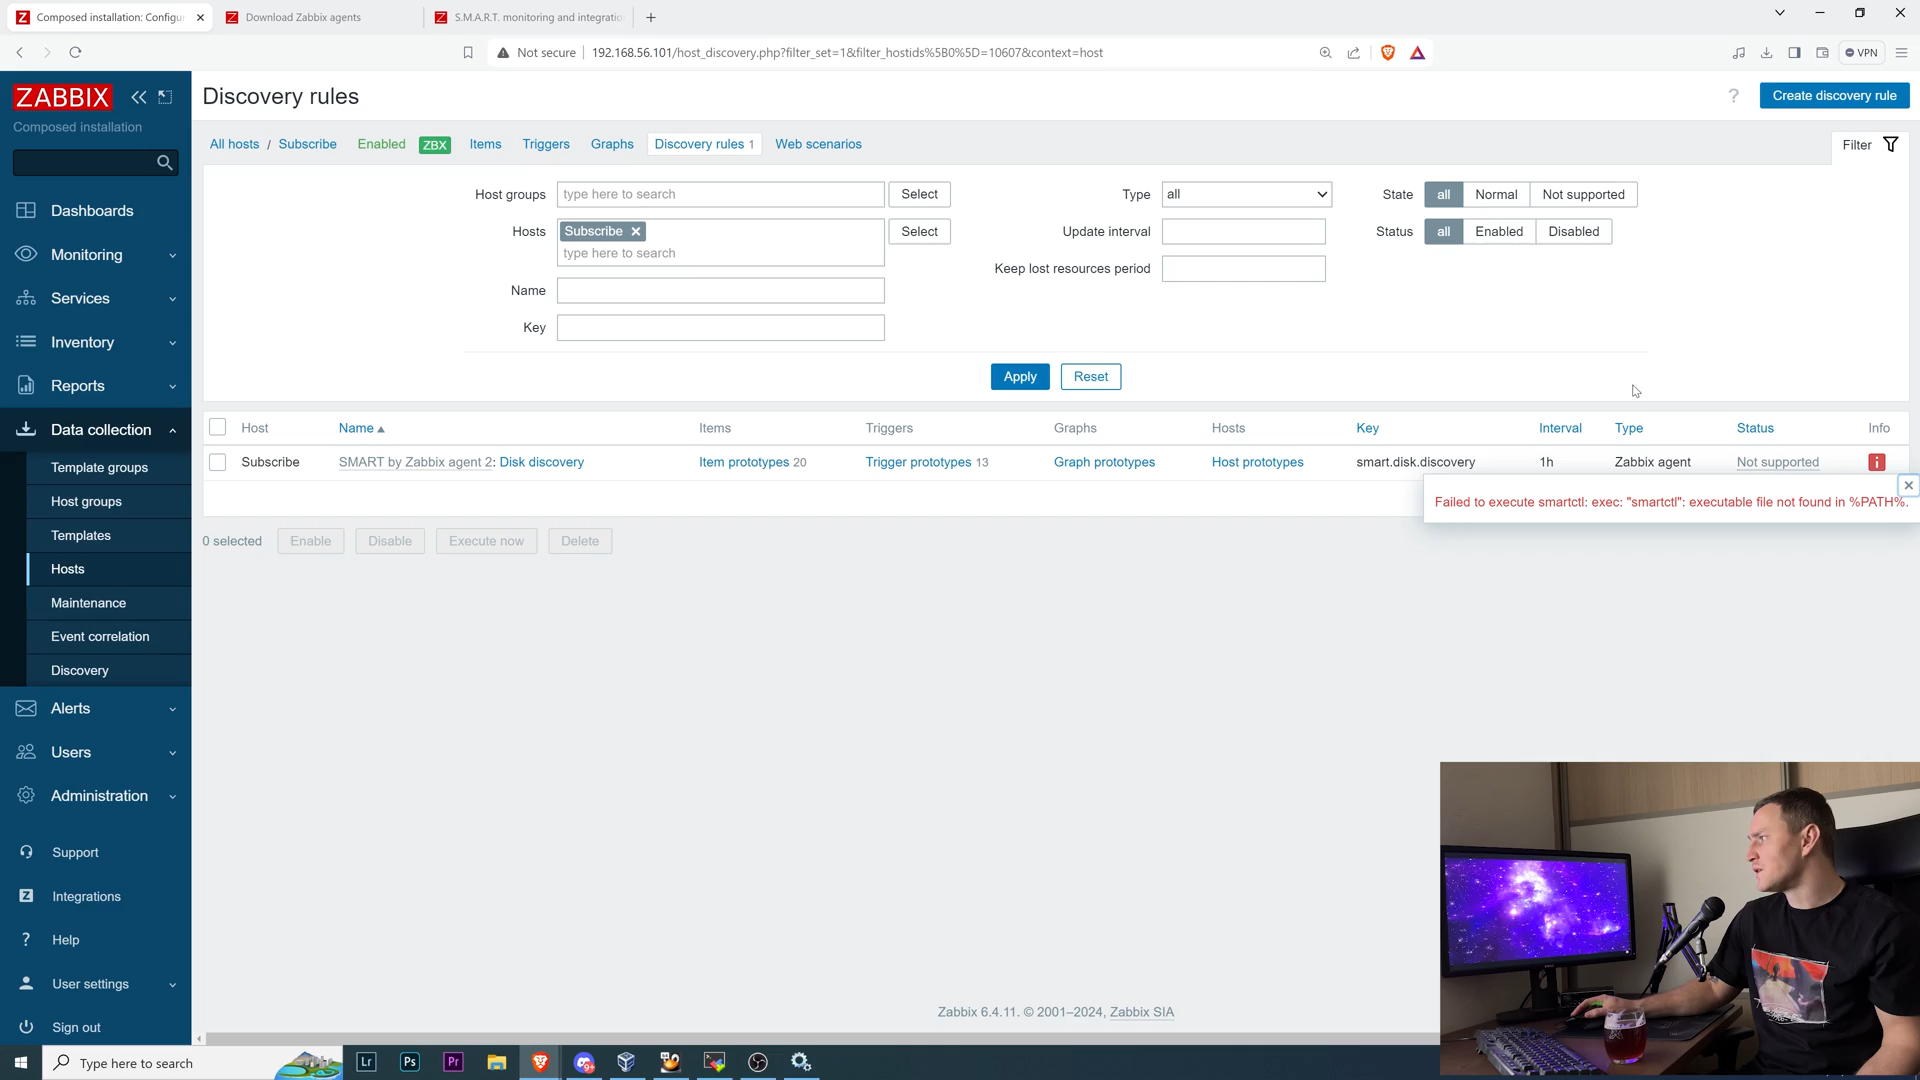 Composed installation: Configur
Download Zabbix agents
S.M.A.R.T. monitoring and integratio
Not secure
192.168.56.101/host_discovery.php?filter_set=1&filter_hostids%5B0%5D=10607&context=host
VPN
ZABBIX
Composed installation
Dashboards
Monitoring
Services
Inventory
Reports
Data collection
Template groups
Host groups
Templates
Hosts
Maintenance
Event correlation
Discovery
Alerts
Users
Administration
Support
Integrations
Help
User settings
Sign out
Discovery rules
?
Create discovery rule
All hosts / Subscribe Enabled ZBX Items Triggers Graphs Discovery rules 1 Web scenarios
Filter
Host groups type here to search Select
Hosts Subscribe Select
type here to search
Name
Key
Type all
Update interval
Keep lost resources period
State all Normal Not supported
Status all Enabled Disabled
Apply Reset
Host Name Items Triggers Graphs Hosts Key Interval Type Status Info
Subscribe SMART by Zabbix agent 2: Disk discovery Item prototypes 20 Trigger prototypes 13 Graph prototypes Host prototypes smart.disk.discovery 1h Zabbix agent Not supported i
Failed to execute smartctl: exec: "smartctl": executable file not found in %PATH%.
0 selected Enable Disable Execute now Delete
Zabbix 6.4.11. © 2001–2024, Zabbix SIA
Type here to search
Lr
Ps
Pr